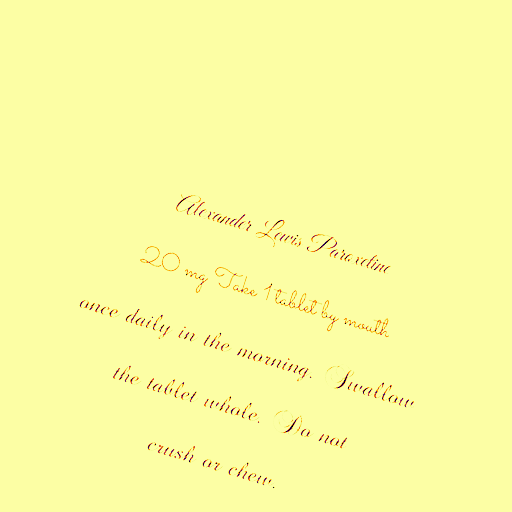 Alexander Lewis Paroxetine
20 mg Take 1 tablet by mouth
once daily in the morning. Swallow
the tablet whole. Do not
crush or chew.